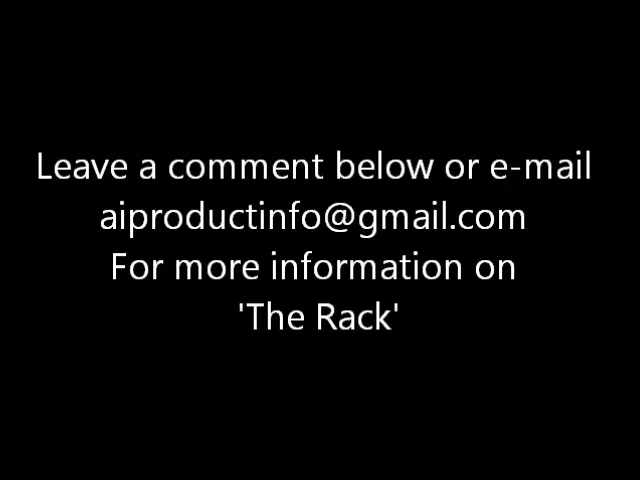 Leave a comment below or e-mail
aiproductinfo@gmail.com
For more information on
'The Rack'